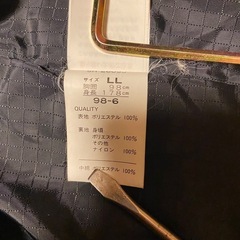 サイズ LL
胸囲 98cm
身長 178cm
98-6
QUALITY
表地 ポリエステル 100%
裏地 身頃
ポリエステル 100%
その他
ナイロン 100%
中綿 ポリエステル 100%